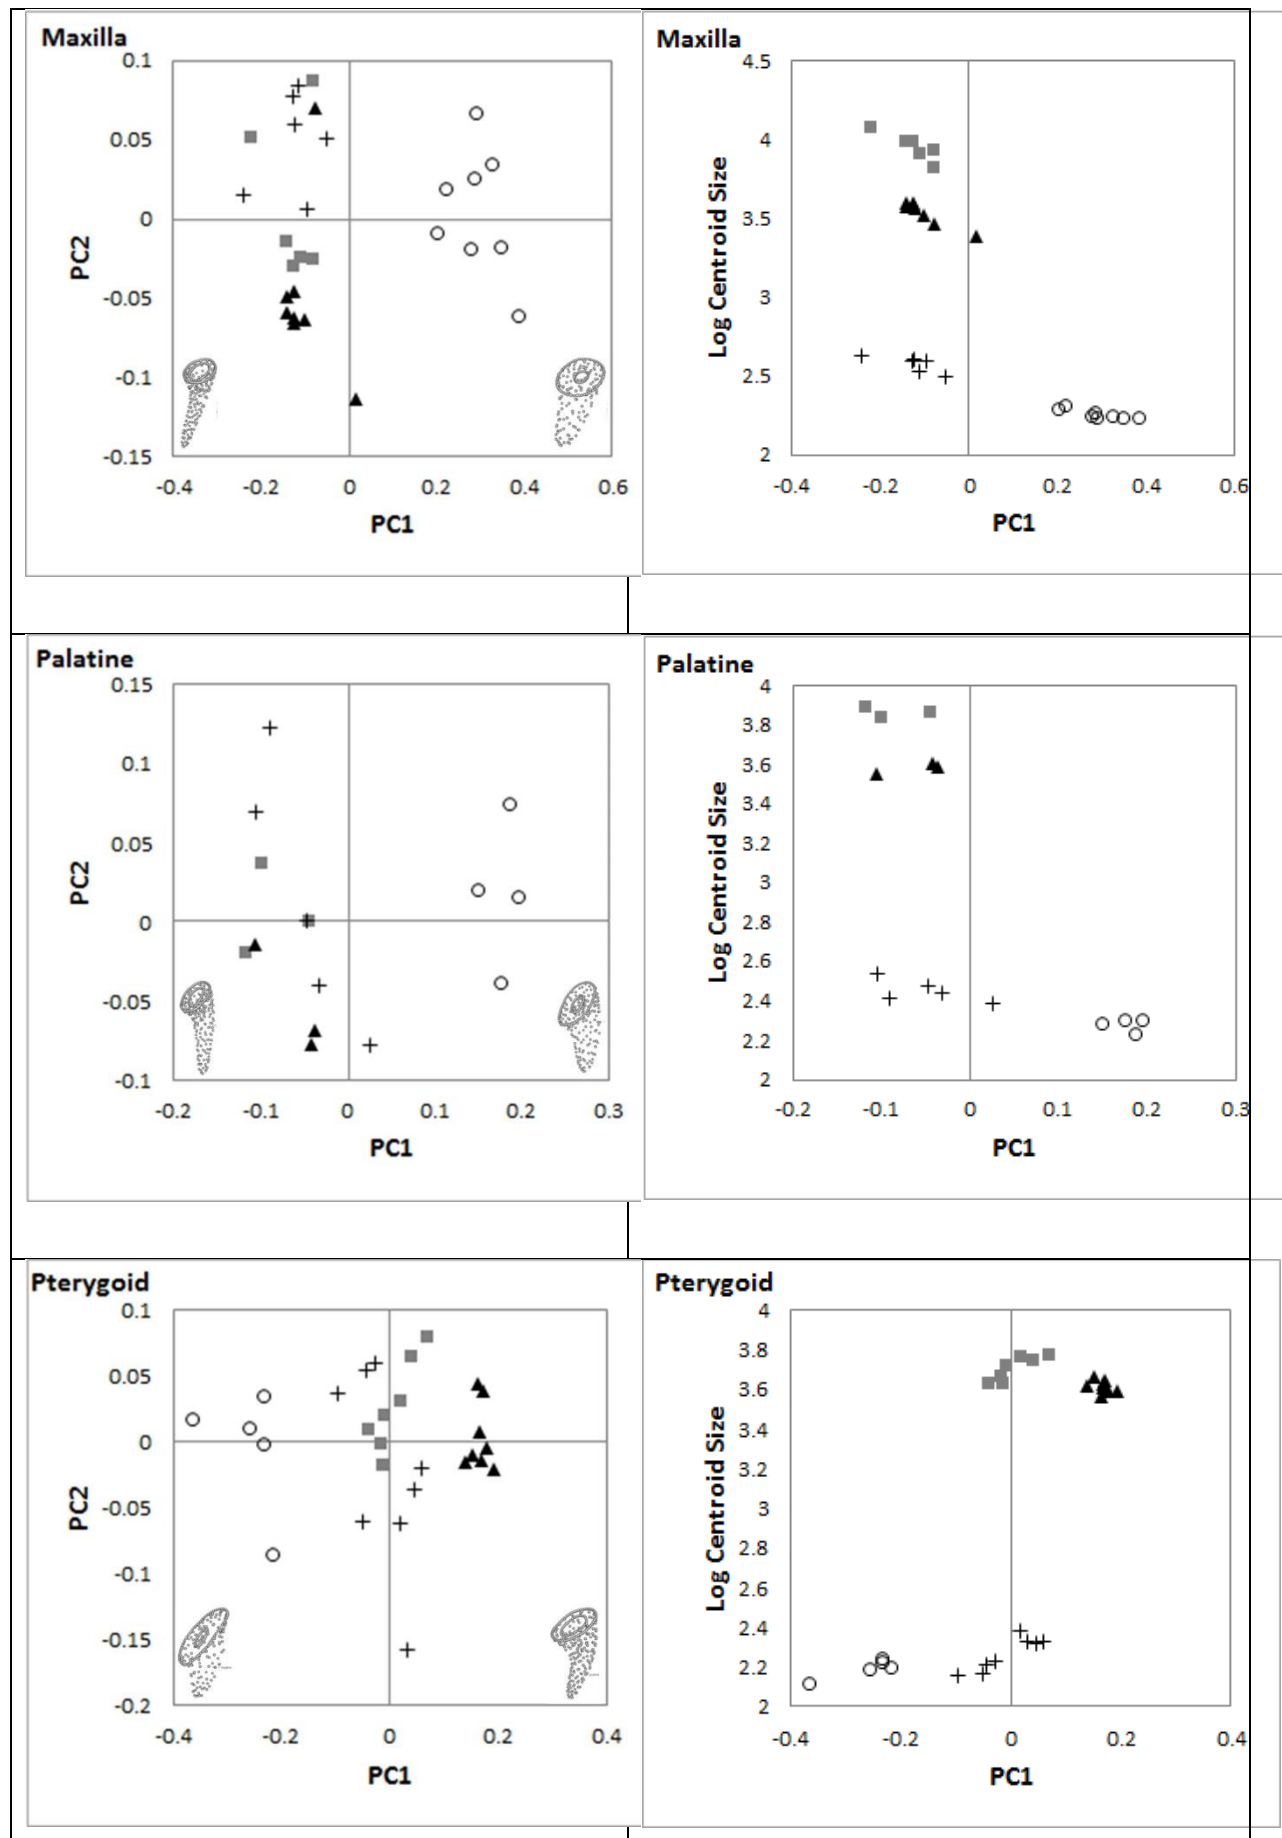 Maxilla
0.1
0.05
0
-0.05
-0.1
-0.15
PC2
-0.4 -0.2 0 0.2 0.4 0.6
PC1
Maxilla
4.5
4
3.5
3
2.5
2
Log Centroid Size
-0.4 -0.2 0 0.2 0.4 0.6
PC1
Palatine
0.15
0.1
0.05
0
-0.05
-0.1
PC2
-0.2 -0.1 0 0.1 0.2 0.3
PC1
Palatine
4
3.8
3.6
3.4
3.2
3
2.8
2.6
2.4
2.2
2
Log Centroid Size
-0.2 -0.1 0 0.1 0.2 0.3
PC1
Pterygoid
0.1
0.05
0
-0.05
-0.1
-0.15
-0.2
PC2
-0.4 -0.2 0 0.2 0.4
PC1
Pterygoid
4
3.8
3.6
3.4
3.2
3
2.8
2.6
2.4
2.2
2
Log Centroid Size
-0.4 -0.2 0 0.2 0.4
PC1